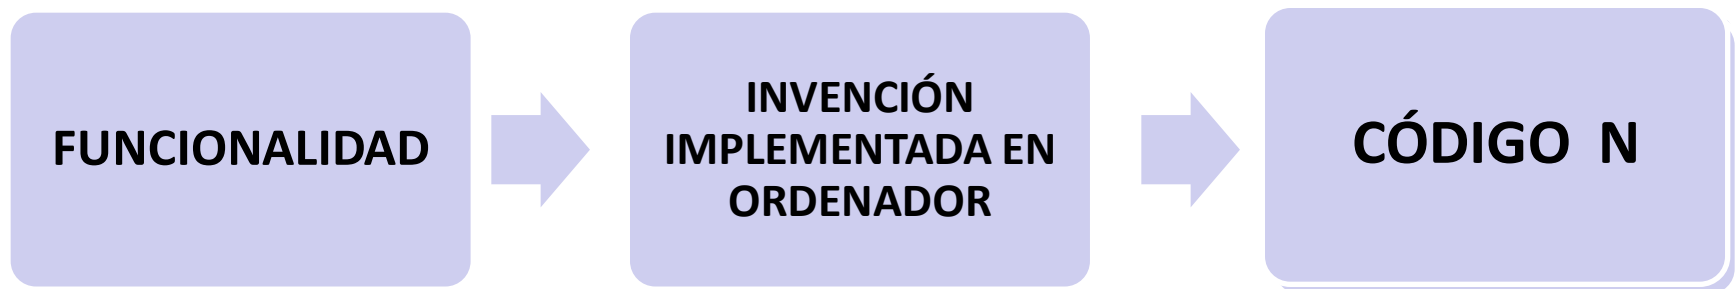 FUNCIONALIDAD
INVENCIÓN
IMPLEMENTADA EN
ORDENADOR
CÓDIGO N